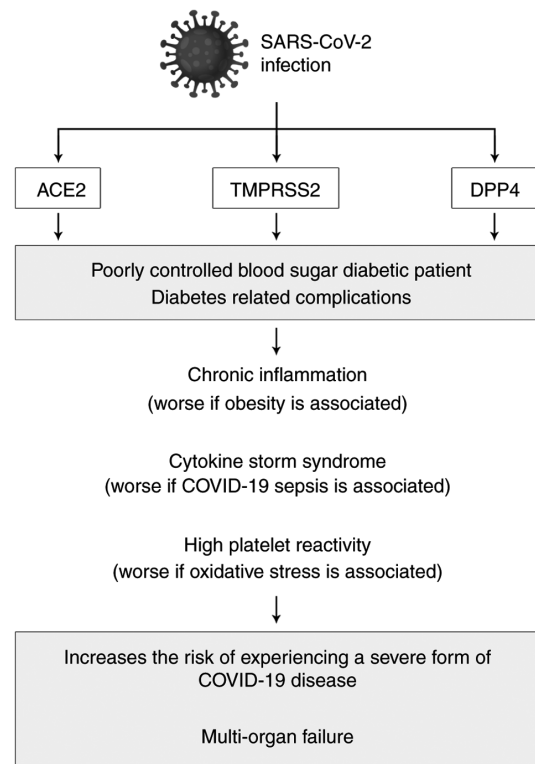 SARS-CoV-2
infection
ACE2
TMPRSS2
DPP4
Poorly controlled blood sugar diabetic patient
Diabetes related complications
Chronic inflammation
(worse if obesity is associated)
Cytokine storm syndrome
(worse if COVID-19 sepsis is associated)
High platelet reactivity
(worse if oxidative stress is associated)
Increases the risk of experiencing a severe form of
COVID-19 disease
Multi-organ failure